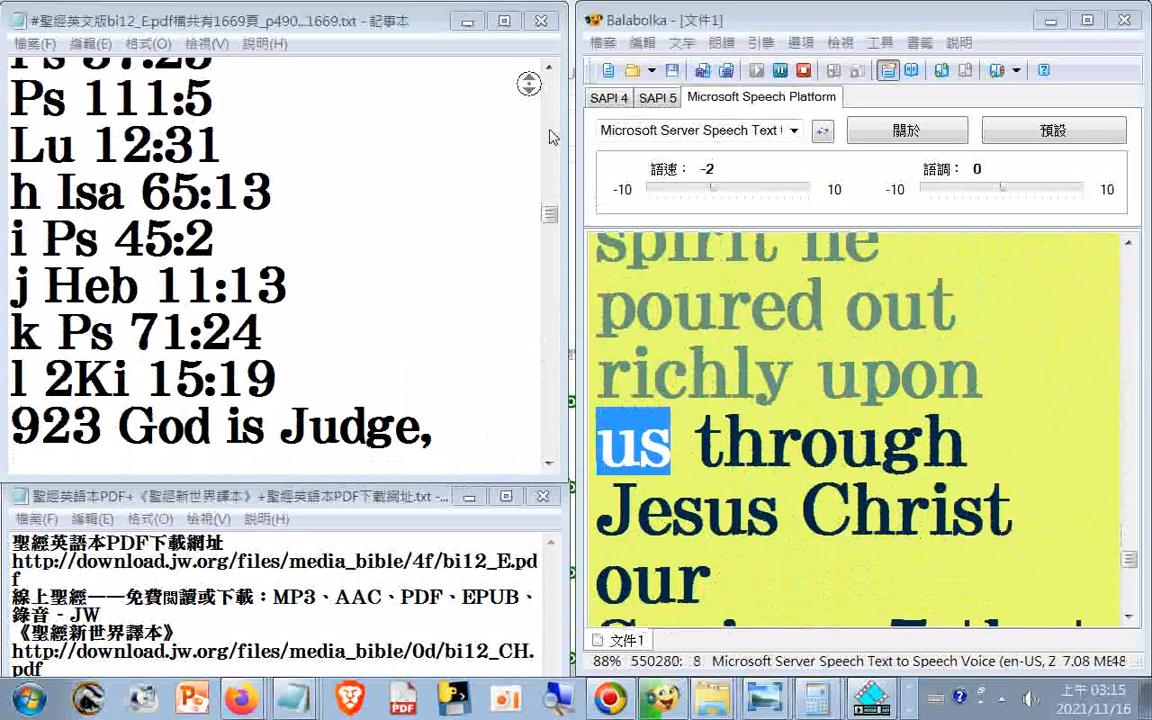 #聖經英文版bi12_E.pdf檔共有1669頁_p490...1669.txt - 記事本
檔案(F) 編輯(E) 格式(O) 檢視(V) 說明(H)
Ps 37:25
Ps 111:5
Lu 12:31
h Isa 65:13
i Ps 45:2
j Heb 11:13
k Ps 71:24
l 2Ki 15:19
923 God is Judge,
聖經英語本PDF+《聖經新世界譯本》+聖經英語本PDF下載網址.txt -...
檔案(F) 編輯(E) 格式(O) 檢視(V) 說明(H)
聖經英語本PDF下載網址
http://download.jw.org/files/media_bible/4f/bi12_E.pd
f
線上聖經——免費閱讀或下載：MP3、AAC、PDF、EPUB、
錄音 - JW
《聖經新世界譯本》
http://download.jw.org/files/media_bible/0d/bi12_CH.
pdf
Balabolka - [文件1]
檔案 編輯 文字 朗讀 引擎 選項 檢視 工具 書籤 說明
SAPI 4 SAPI 5 Microsoft Speech Platform
Microsoft Server Speech Text 關於 預設
語速： -2 語調： 0
-10 10 -10 10
spirit he
poured out
richly upon
us through
Jesus Christ
our
文件1
88% 550280: 8 Microsoft Server Speech Text to Speech Voice (en-US, Z 7.08 ME48
PDF
上午 03:15
2021/11/16